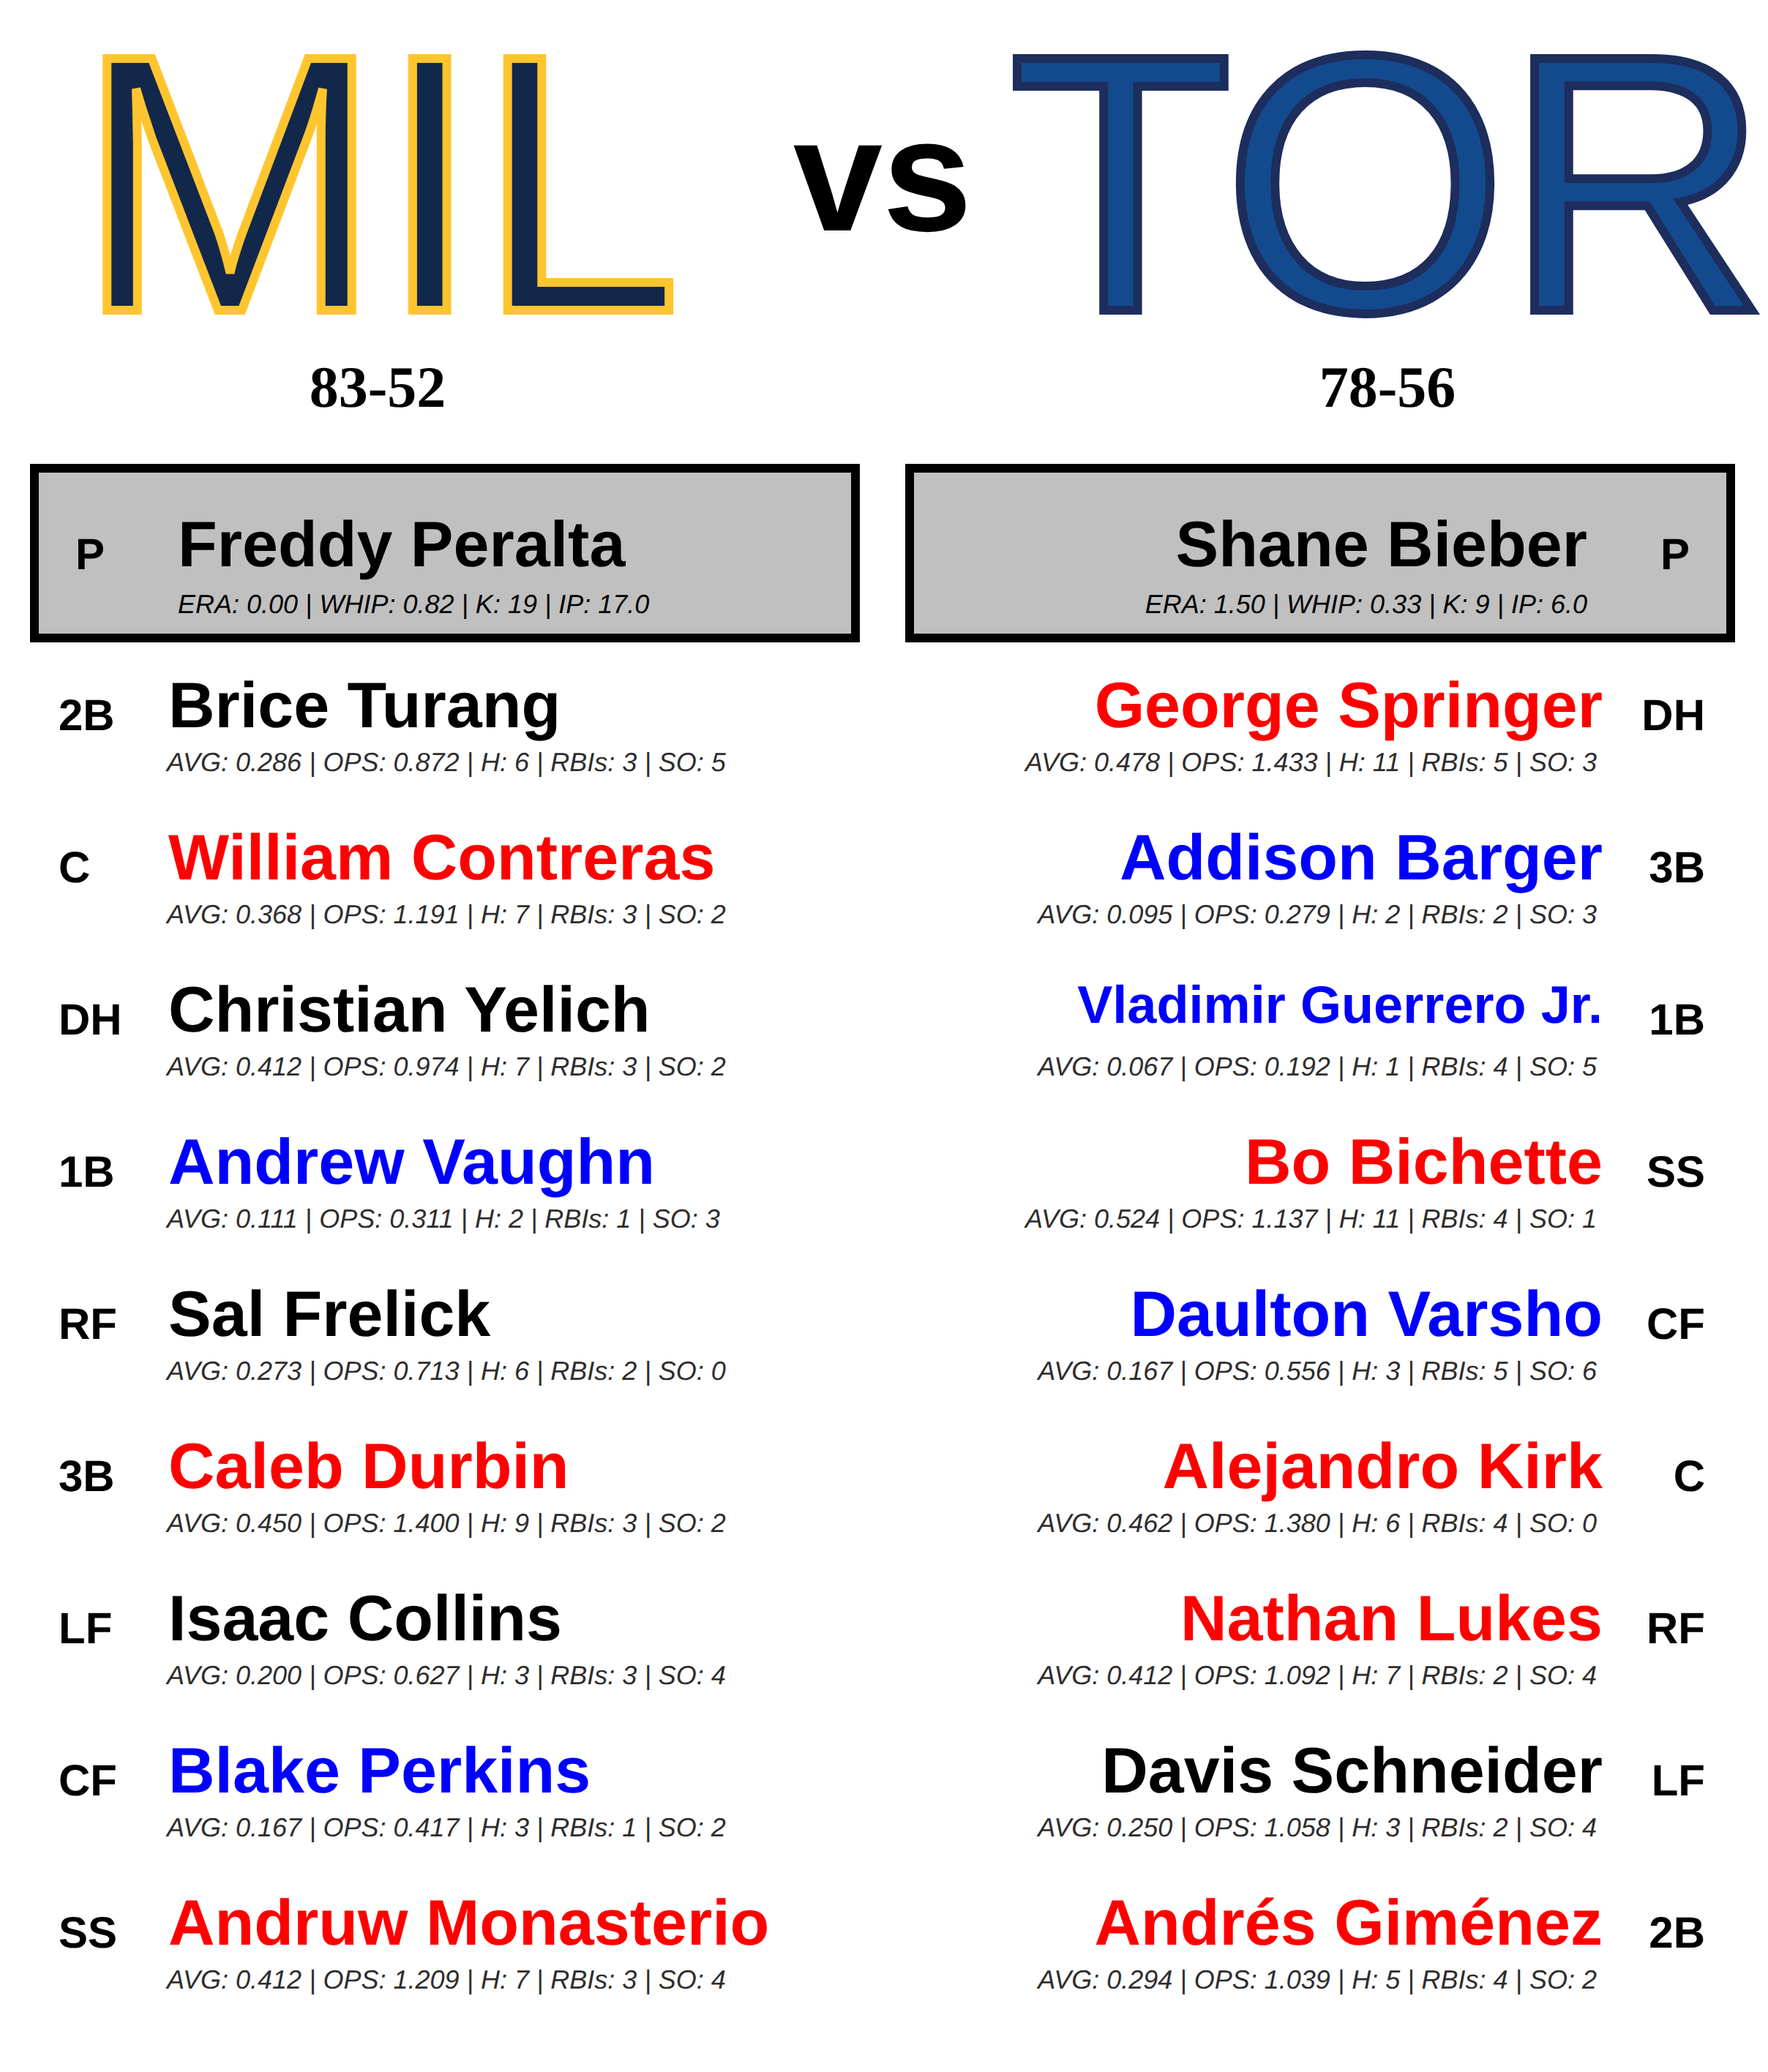 MIL vs TOR
83-52
78-56
P Freddy Peralta
ERA: 0.00 | WHIP: 0.82 | K: 19 | IP: 17.0
Shane Bieber P
ERA: 1.50 | WHIP: 0.33 | K: 9 | IP: 6.0
2B Brice Turang
AVG: 0.286 | OPS: 0.872 | H: 6 | RBIs: 3 | SO: 5
C William Contreras
AVG: 0.368 | OPS: 1.191 | H: 7 | RBIs: 3 | SO: 2
DH Christian Yelich
AVG: 0.412 | OPS: 0.974 | H: 7 | RBIs: 3 | SO: 2
1B Andrew Vaughn
AVG: 0.111 | OPS: 0.311 | H: 2 | RBIs: 1 | SO: 3
RF Sal Frelick
AVG: 0.273 | OPS: 0.713 | H: 6 | RBIs: 2 | SO: 0
3B Caleb Durbin
AVG: 0.450 | OPS: 1.400 | H: 9 | RBIs: 3 | SO: 2
LF Isaac Collins
AVG: 0.200 | OPS: 0.627 | H: 3 | RBIs: 3 | SO: 4
CF Blake Perkins
AVG: 0.167 | OPS: 0.417 | H: 3 | RBIs: 1 | SO: 2
SS Andruw Monasterio
AVG: 0.412 | OPS: 1.209 | H: 7 | RBIs: 3 | SO: 4
George Springer DH
AVG: 0.478 | OPS: 1.433 | H: 11 | RBIs: 5 | SO: 3
Addison Barger 3B
AVG: 0.095 | OPS: 0.279 | H: 2 | RBIs: 2 | SO: 3
Vladimir Guerrero Jr. 1B
AVG: 0.067 | OPS: 0.192 | H: 1 | RBIs: 4 | SO: 5
Bo Bichette SS
AVG: 0.524 | OPS: 1.137 | H: 11 | RBIs: 4 | SO: 1
Daulton Varsho CF
AVG: 0.167 | OPS: 0.556 | H: 3 | RBIs: 5 | SO: 6
Alejandro Kirk C
AVG: 0.462 | OPS: 1.380 | H: 6 | RBIs: 4 | SO: 0
Nathan Lukes RF
AVG: 0.412 | OPS: 1.092 | H: 7 | RBIs: 2 | SO: 4
Davis Schneider LF
AVG: 0.250 | OPS: 1.058 | H: 3 | RBIs: 2 | SO: 4
Andrés Giménez 2B
AVG: 0.294 | OPS: 1.039 | H: 5 | RBIs: 4 | SO: 2